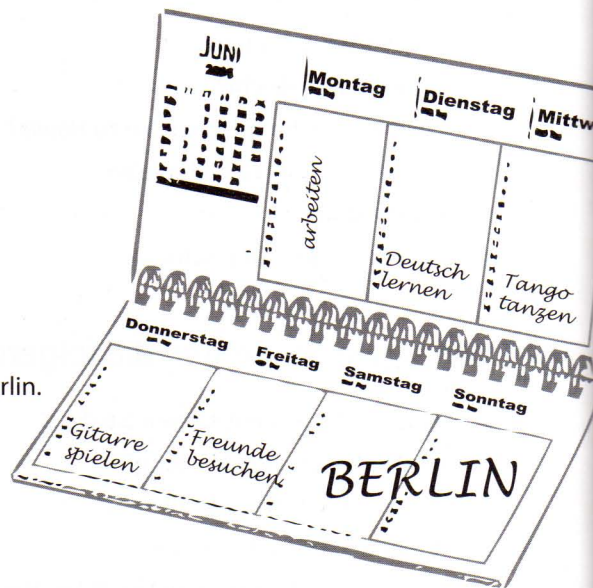 JUNI
Montag
Dienstag
Mittw
arbeiten
Deutsch
lernen
Tango
tanzen
Donnerstag
Freitag
Samstag
Sonntag
rlin.
Gitarre
spielen
Freunde
besuchen
BERLIN